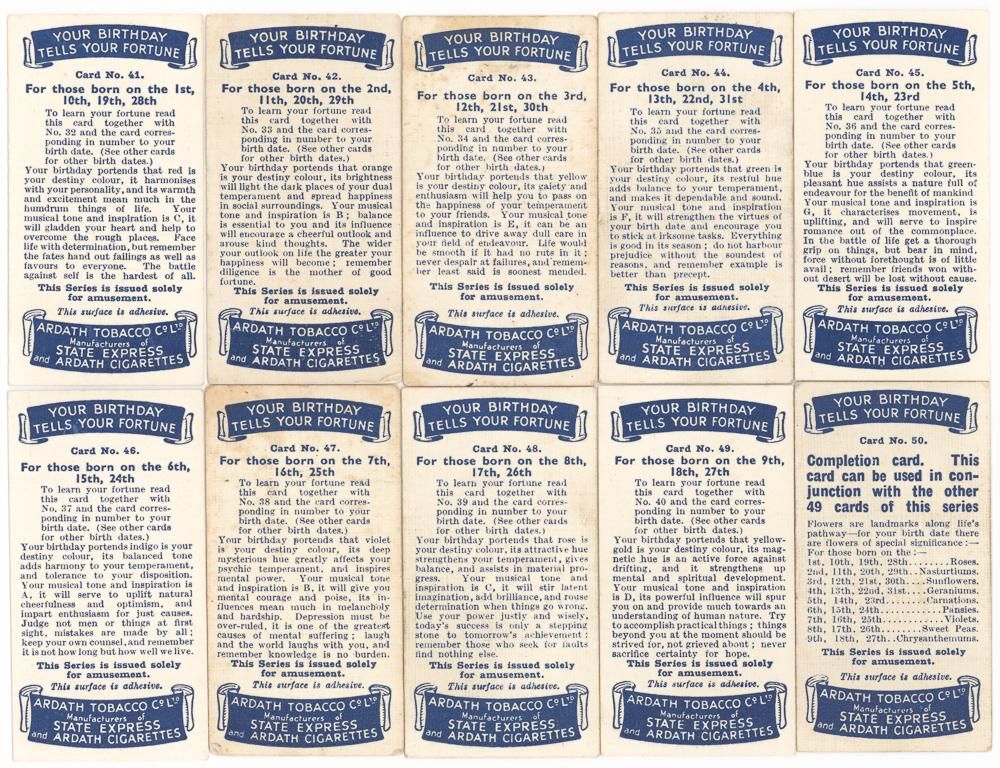 YOUR BIRTHDAY
TELLS YOUR FORTUNE
Card No. 41.
For those born on the 1st,
10th, 19th, 28th
To learn your fortune read
this card together with
No. 32 and the card corres-
ponding in number to your
birth date. (See other cards
for other birth dates.)
Your birthday portends that red is
your destiny colour, it harmonises
with your personality, and its warmth
and excitement mean much in the
humdrum things of life. Your
musical tone and inspiration is C, it
will gladden your heart and help to
overcome the rough places. Face
life with determination, but remember
the fates hand out failings as well as
favours to everyone. The battle
against self is the hardest of all.
This Series is issued solely
for amusement.
This surface is adhesive.
ARDATH TOBACCO CO LTD
Manufacturers of
STATE EXPRESS
and ARDATH CIGARETTES
YOUR BIRTHDAY
TELLS YOUR FORTUNE
Card No. 42.
For those born on the 2nd,
11th, 20th, 29th
To learn your fortune read
this card together with
No. 33 and the card corres-
ponding in number to your
birth date. (See other cards
for other birth dates.)
Your birthday portends that orange
is your destiny colour, its brightness
will light the dark places of your dual
temperament and spread happiness
in social surroundings. Your musical
tone and inspiration is B; balance
is essential to you and its influence
will encourage a cheerful outlook and
arouse kind thoughts. The wider
your outlook on life the greater your
happiness will become; remember
diligence is the mother of good
fortune.
This Series is issued solely
for amusement.
This surface is adhesive.
ARDATH TOBACCO CO LTD
Manufacturers of
STATE EXPRESS
and ARDATH CIGARETTES
YOUR BIRTHDAY
TELLS YOUR FORTUNE
Card No. 43.
For those born on the 3rd,
12th, 21st, 30th
To learn your fortune read
this card together with
No. 34 and the card corres-
ponding in number to your
birth date. (See other cards
for other birth dates.)
Your birthday portends that yellow
is your destiny colour, its gaiety and
enthusiasm will help you to pass on
the happiness of your temperament
to your friends. Your musical tone
and inspiration is E, it can be an
influence to drive away dull care in
your field of endeavour. Life would
be smooth if it had no ruts in it;
never despair at failures, and remem-
ber least said is soonest mended.
This Series is issued solely
for amusement.
This surface is adhesive.
ARDATH TOBACCO CO LTD
Manufacturers of
STATE EXPRESS
and ARDATH CIGARETTES
YOUR BIRTHDAY
TELLS YOUR FORTUNE
Card No. 44.
For those born on the 4th,
13th, 22nd, 31st
To learn your fortune read
this card together with
No. 35 and the card corres-
ponding in number to your
birth date. (See other cards
for other birth dates.)
Your birthday portends that green is
your destiny colour, its restful hue
adds balance to your temperament,
and makes it dependable and sound.
Your musical tone and inspiration
is F, it will strengthen the virtues of
your birth date and encourage you
to stick at irksome tasks. Everything
is good in its season; do not harbour
prejudice without the soundest of
reasons, and remember example is
better than precept.
This Series is issued solely
for amusement.
This surface is adhesive.
ARDATH TOBACCO CO LTD
Manufacturers of
STATE EXPRESS
and ARDATH CIGARETTES
YOUR BIRTHDAY
TELLS YOUR FORTUNE
Card No. 45.
For those born on the 5th,
14th, 23rd
To learn your fortune read
this card together with
No. 36 and the card corres-
ponding in number to your
birth date. (See other cards
for other birth dates.)
Your birthday portends that green-
blue is your destiny colour, its
pleasant hue assists a nature full of
endeavour for the benefit of mankind
Your musical tone and inspiration is
G, it characterises movement, is
uplifting, and will serve to inspire
romance out of the commonplace.
In the battle of life get a thorough
grip on things, but bear in mind,
force without forethought is of little
avail; remember friends won with-
out desert will be lost without cause.
This Series is issued solely
for amusement.
This surface is adhesive.
ARDATH TOBACCO CO LTD
Manufacturers of
STATE EXPRESS
and ARDATH CIGARETTES
YOUR BIRTHDAY
TELLS YOUR FORTUNE
Card No. 46.
For those born on the 6th,
15th, 24th
To learn your fortune read
this card together with
No. 37 and the card corres-
ponding in number to your
birth date. (See other cards
for other birth dates.)
Your birthday portends indigo is your
destiny colour, its balanced tone
adds harmony to your temperament,
and tolerance to your disposition.
Your musical tone and inspiration is
A, it will serve to uplift natural
cheerfulness and optimism, and
impart enthusiasm for just causes.
Judge not men or things at first
sight, mistakes are made by all;
keep your own counsel, and remember
it is not how long but how well we live.
This Series is issued solely
for amusement.
This surface is adhesive.
ARDATH TOBACCO CO LTD
Manufacturers of
STATE EXPRESS
and ARDATH CIGARETTES
YOUR BIRTHDAY
TELLS YOUR FORTUNE
Card No. 47.
For those born on the 7th,
16th, 25th
To learn your fortune read
this card together with
No. 38 and the card corres-
ponding in number to your
birth date. (See other cards
for other birth dates.)
Your birthday portends that violet
is your destiny colour, its deep
mysterious hue greatly affects your
psychic temperament, and inspires
mental power. Your musical tone
and inspiration is B, it will give you
mental courage and poise, its in-
fluences mean much in melancholy
and hardship. Depression must be
over-ruled, it is one of the greatest
causes of mental suffering; laugh
and the world laughs with you, and
remember knowledge is no burden.
This Series is issued solely
for amusement.
This surface is adhesive.
ARDATH TOBACCO CO LTD
Manufacturers of
STATE EXPRESS
and ARDATH CIGARETTES
YOUR BIRTHDAY
TELLS YOUR FORTUNE
Card No. 48.
For those born on the 8th,
17th, 26th
To learn your fortune read
this card together with
No. 39 and the card corres-
ponding in number to your
birth date. (See other cards
for other birth dates.)
Your birthday portends that rose is
your destiny colour, its attractive hue
strengthens your temperament, gives
balance, and assists in material pro-
gress. Your musical tone and
inspiration is C, it will stir latent
imagination, add brilliance, and rouse
determination when things go wrong.
Use your power justly and wisely,
today's success is only a stepping
stone to tomorrow's achievement;
remember those who seek for faults
find nothing else.
This Series is issued solely
for amusement.
This surface is adhesive.
ARDATH TOBACCO CO LTD
Manufacturers of
STATE EXPRESS
and ARDATH CIGARETTES
YOUR BIRTHDAY
TELLS YOUR FORTUNE
Card No. 49.
For those born on the 9th,
18th, 27th
To learn your fortune read
this card together with
No. 40 and the card corres-
ponding in number to your
birth date. (See other cards
for other birth dates.)
Your birthday portends that yellow-
gold is your destiny colour, its mag-
netic hue is an active force against
drifting, and it strengthens up
mental and spiritual development.
Your musical tone and inspiration
is D, its powerful influence will spur
you on and provide much towards an
understanding of human nature. Try
to accomplish practical things; things
beyond you at the moment should be
strived for, not grieved about; never
sacrifice certainty for hope.
This Series is issued solely
for amusement.
This surface is adhesive.
ARDATH TOBACCO CO LTD
Manufacturers of
STATE EXPRESS
and ARDATH CIGARETTES
YOUR BIRTHDAY
TELLS YOUR FORTUNE
Card No. 50.
Completion card. This
card can be used in con-
junction with the other
49 cards of this series
Flowers are landmarks along life's
pathway—for your birth date there
are flowers of special significance:—
For those born on the:—
1st, 10th, 19th, 28th........Roses.
2nd, 11th, 20th, 29th...Nasturtiums.
3rd, 12th, 21st, 30th....Sunflowers.
4th, 13th, 22nd, 31st....Geraniums.
5th, 14th, 23rd........Carnations.
6th, 15th, 24th............Pansies.
7th, 16th, 25th............Violets.
8th, 17th, 26th.........Sweet Peas.
9th, 18th, 27th...Chrysanthemums.
This Series is issued solely
for amusement.
This surface is adhesive.
ARDATH TOBACCO CO LTD
Manufacturers of
STATE EXPRESS
and ARDATH CIGARETTES